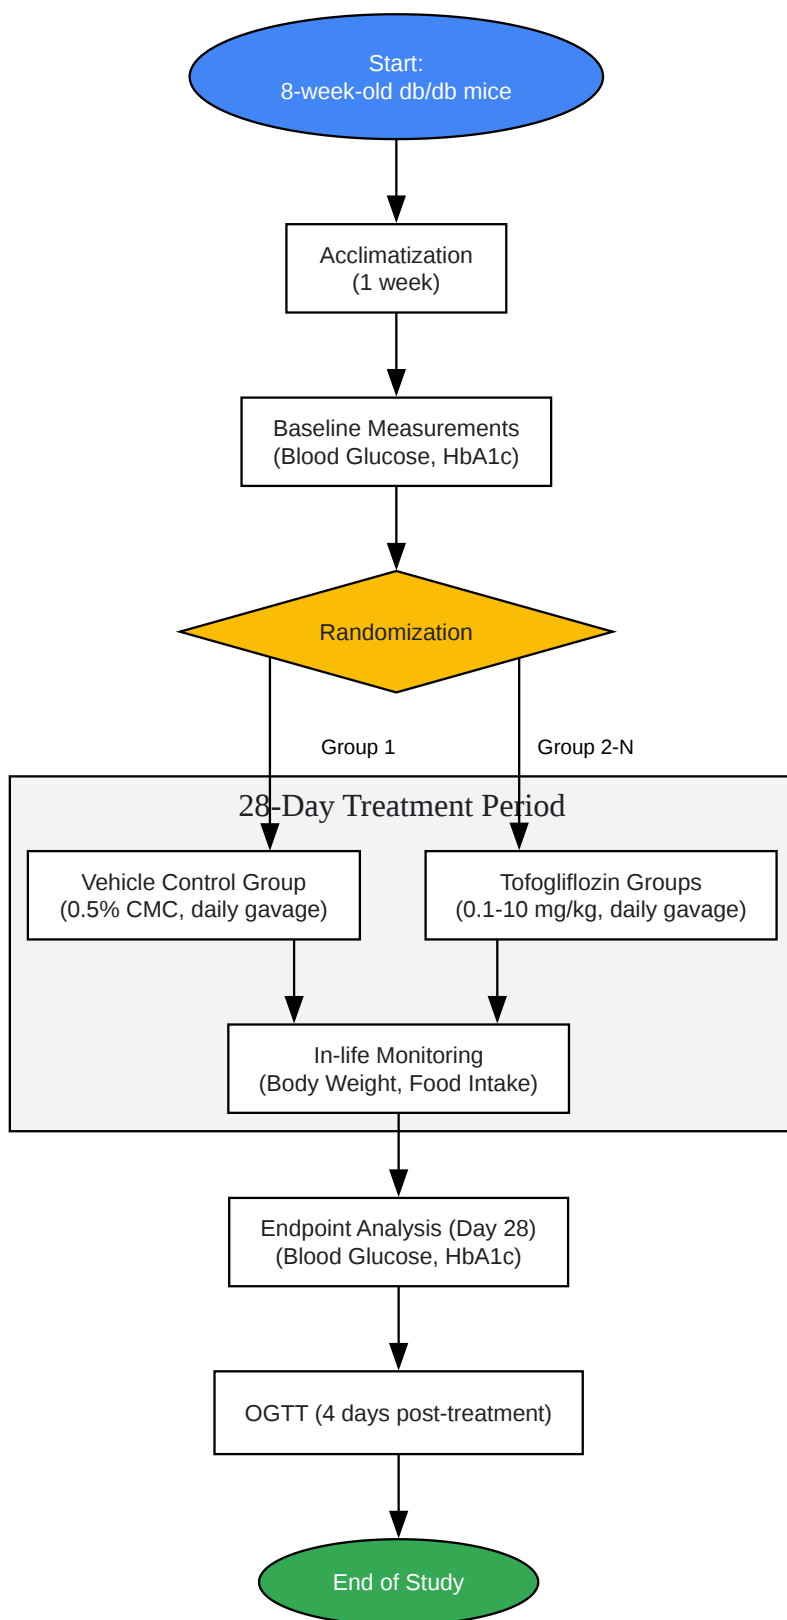 Start:
8-week-old db/db mice
Acclimatization
(1 week)
Baseline Measurements
(Blood Glucose, HbA1c)
Randomization
Group 1
Group 2-N
28-Day Treatment Period
Vehicle Control Group
(0.5% CMC, daily gavage)
Tofogliflozin Groups
(0.1-10 mg/kg, daily gavage)
In-life Monitoring
(Body Weight, Food Intake)
Endpoint Analysis (Day 28)
(Blood Glucose, HbA1c)
OGTT (4 days post-treatment)
End of Study